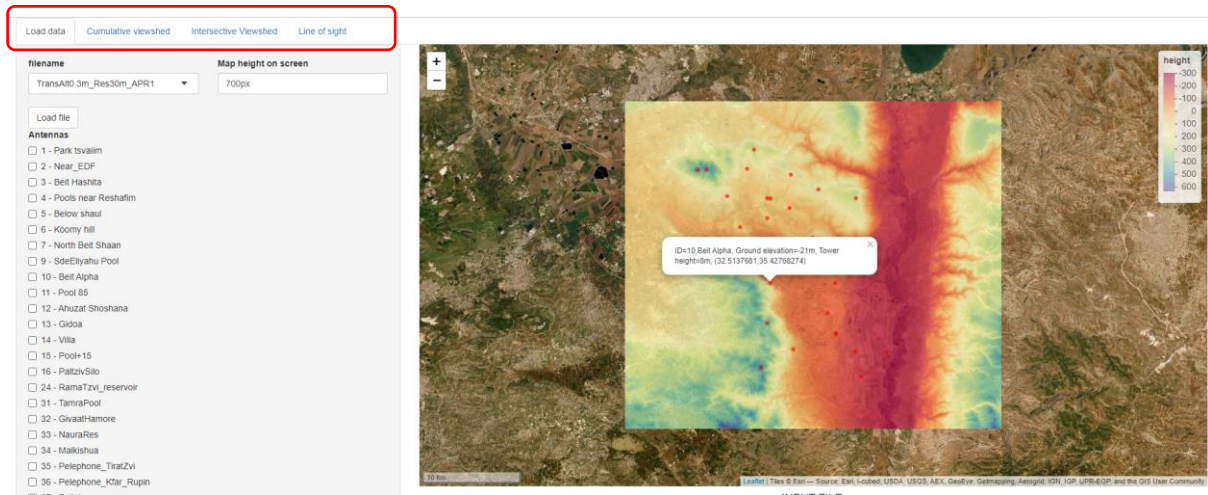 Load data Cumulative viewshed Intersective Viewshed Line of sight
filename Map height on screen
TransAlt0.3m_Res30m_APR1 700px
Load file
Antennas
1 - Park tsvaiim
2 - Near_EDF
3 - Beit Hashita
4 - Pools near Reshafim
5 - Below shaul
6 - Koomy hill
7 - North Beit Shaan
9 - SdeEliyahu Pool
10 - Beit Alpha
11 - Pool 85
12 - Ahuzat Shoshana
13 - Gidoa
14 - Villa
15 - Pool+15
16 - PaltzivSilo
24 - RamaTzvi_reservoir
31 - TamraPool
32 - GivaatHamore
33 - NauraRes
34 - Malkishua
35 - Pelephone_TiratZvi
36 - Pelephone_Kfar_Rupin
+
−
ID=10,Beit Alpha, Ground elevation=-21m, Tower
height=8m, (32.5137681,35.42768274)
×
height
-300
-200
-100
0
100
200
300
400
500
600
10 km
Leaflet | Tiles © Esri — Source: Esri, i-cubed, USDA, USGS, AEX, GeoEye, Getmapping, Aerogrid, IGN, IGP, UPR-EGP, and the GIS User Community